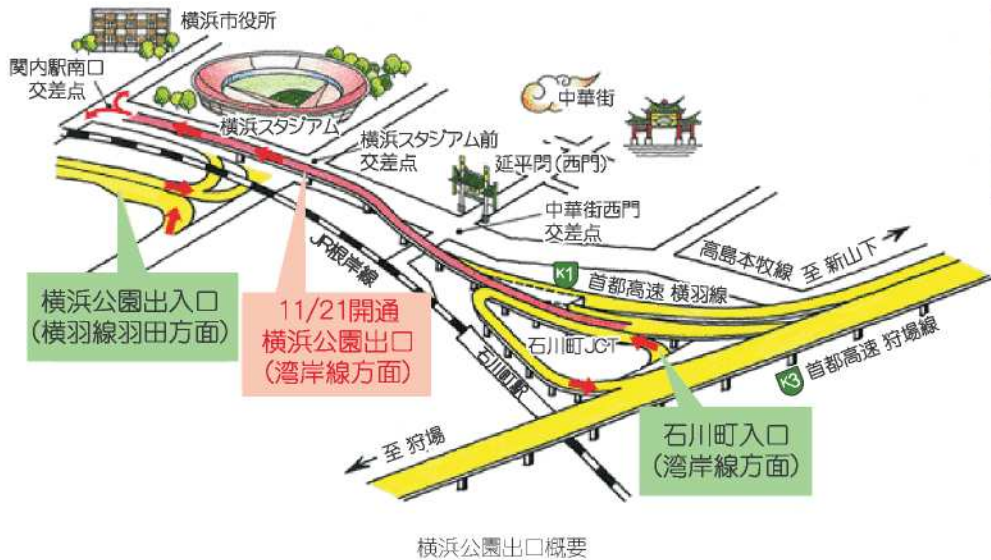 横浜市役所
関内駅南口
交差点
横浜スタジアム
横浜スタジアム前
交差点
中華街
延平門(西門)
中華街西門
交差点
高島本牧線 至 新山下
K1 首都高速 横羽線
JR根岸線
横浜公園出入口
(横羽線羽田方面)
11/21開通
横浜公園出口
(湾岸線方面)
石川町JCT
石川町駅
K3 首都高速 狩場線
至 狩場
石川町入口
(湾岸線方面)
横浜公園出口概要